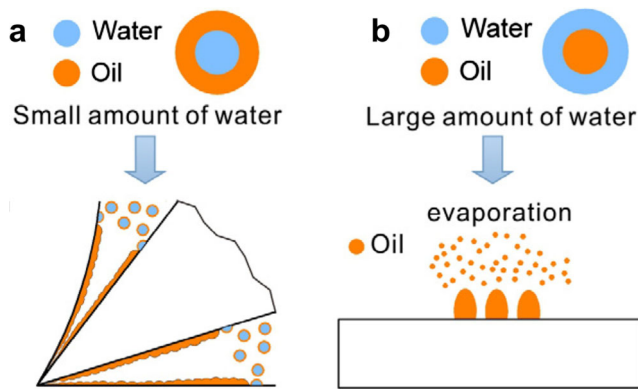 a
Water
Oil
Small amount of water
b
Water
Oil
Large amount of water
evaporation
Oil